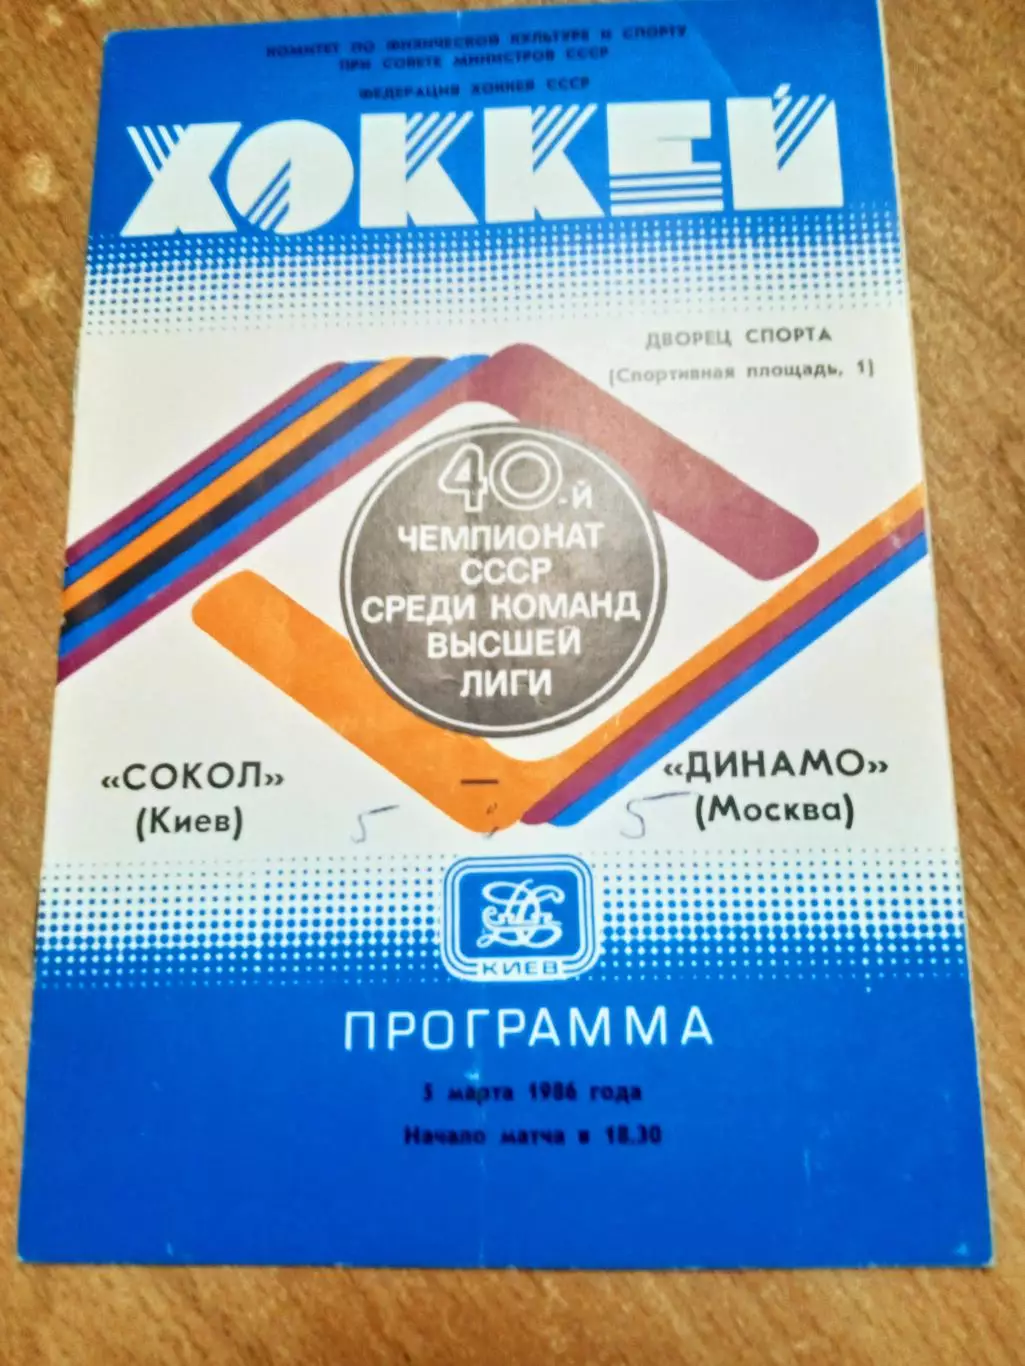 КОМИТЕТ ПО ФИЗИЧЕСКОЙ КУЛЬТУРЕ И СПОРТУ
ПРИ СОВЕТЕ МИНИСТРОВ СССР
ФЕДЕРАЦИЯ ХОККЕЯ СССР
ХОККЕЙ
ДВОРЕЦ СПОРТА
(Спортивная площадь, 1)
40-Й
ЧЕМПИОНАТ
СССР
СРЕДИ КОМАНД
ВЫСШЕЙ
ЛИГИ
«СОКОЛ» — «ДИНАМО»
(Киев) 5 : 5 (Москва)
КИЕВ
ПРОГРАММА
марта 1986 года
Начало матча в 18.30